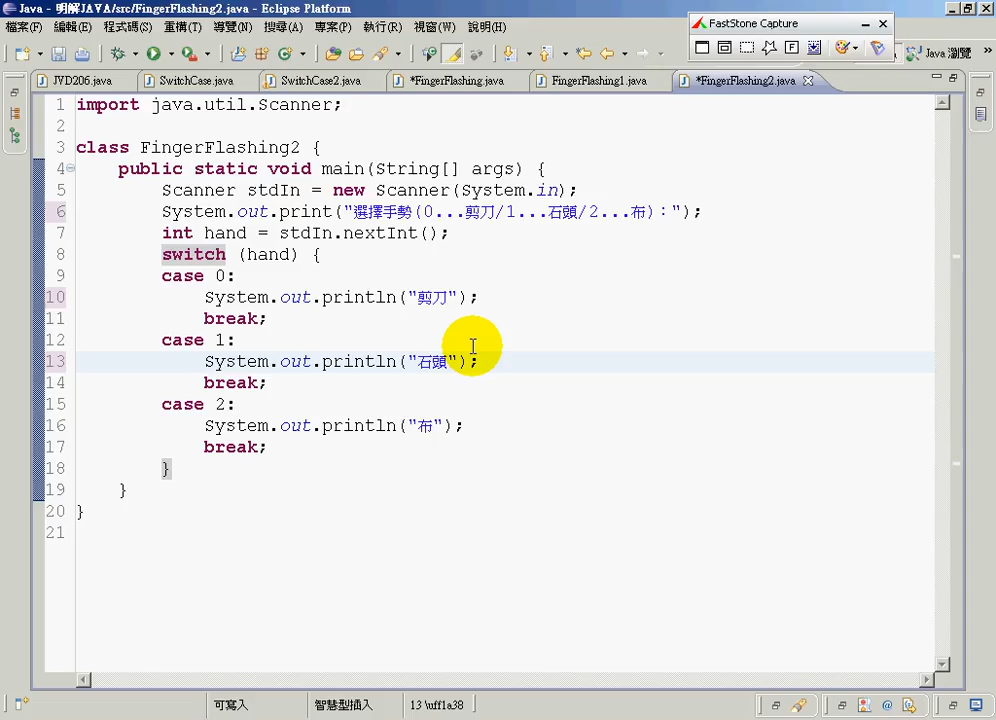 Java - 明解JAVA/src/FingerFlashing2.java - Eclipse Platform
檔案(F) 編輯(E) 程式碼(S) 重構(T) 導覽(N) 搜尋(A) 專案(P) 執行(R) 視窗(W) 說明(H)
FastStone Capture
Java 瀏覽
JVD206.java SwitchCase.java SwitchCase2.java *FingerFlashing.java FingerFlashing1.java *FingerFlashing2.java
1 import java.util.Scanner;
2
3 class FingerFlashing2 {
4 public static void main(String[] args) {
5 Scanner stdIn = new Scanner(System.in);
6 System.out.print("選擇手勢(0...剪刀/1...石頭/2...布):");
7 int hand = stdIn.nextInt();
8 switch (hand) {
9 case 0:
10 System.out.println("剪刀");
11 break;
12 case 1:
13 System.out.println("石頭");
14 break;
15 case 2:
16 System.out.println("布");
17 break;
18 }
19 }
20 }
21
可寫入 智慧型插入 13 \uff1a38